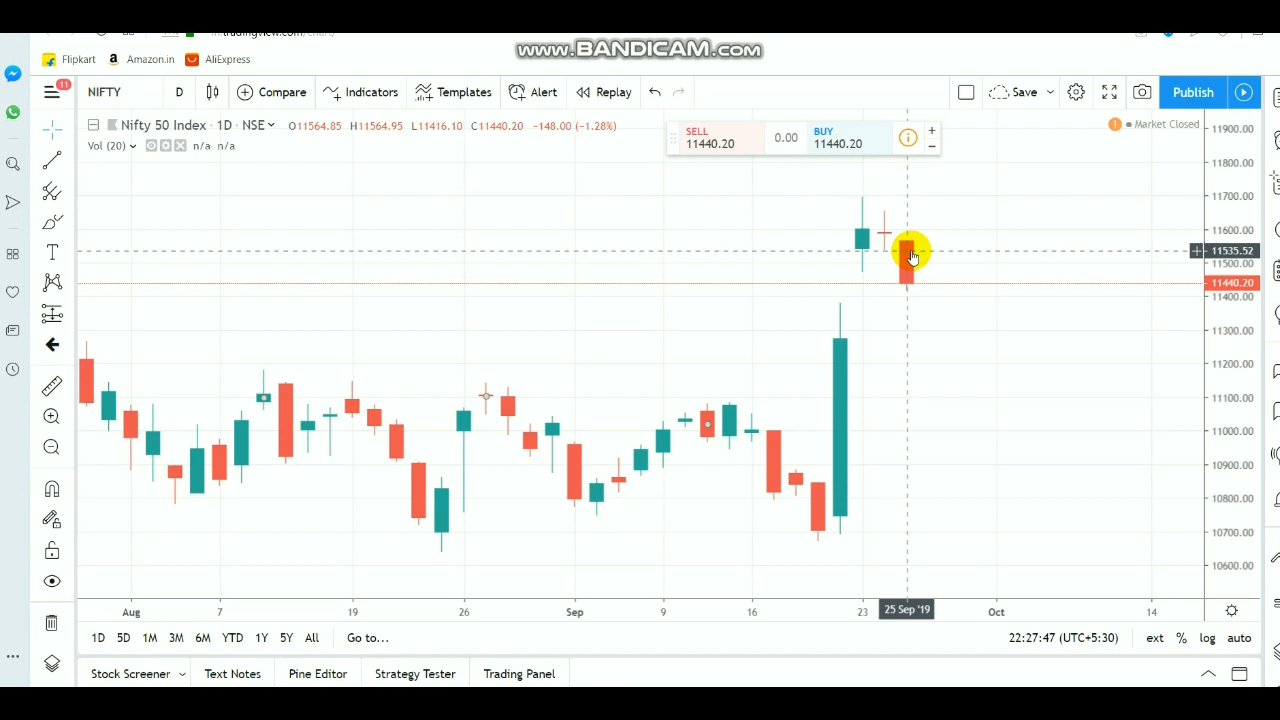 www.BANDICAM.com
Flipkart Amazon.in AliExpress
11 NIFTY D Compare Indicators Templates Alert Replay Save Publish
Nifty 50 Index · 1D · NSE O11564.85 H11564.95 L11416.10 C11440.20 -148.00 (-1.28%)
Vol (20) n/a n/a
SELL 11440.20 0.00 BUY 11440.20
Market Closed
11900.00
11800.00
11700.00
11600.00
11535.52
11500.00
11440.20
11400.00
11300.00
11200.00
11100.00
11000.00
10900.00
10800.00
10700.00
10600.00
Aug 7 19 26 Sep 9 16 23 25 Sep '19 Oct 14
1D 5D 1M 3M 6M YTD 1Y 5Y All Go to... 22:27:47 (UTC+5:30) ext % log auto
Stock Screener Text Notes Pine Editor Strategy Tester Trading Panel